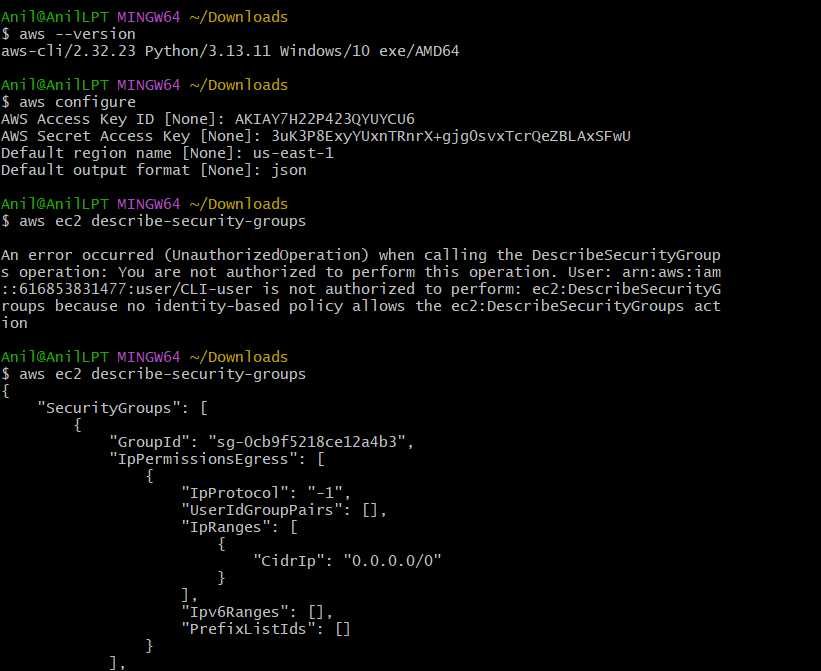 Anil@AnilLPT MINGW64 ~/Downloads
$ aws --version
aws-cli/2.32.23 Python/3.13.11 Windows/10 exe/AMD64
Anil@AnilLPT MINGW64 ~/Downloads
$ aws configure
AWS Access Key ID [None]: AKIAY7H22P423QYUYCU6
AWS Secret Access Key [None]: 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
Default region name [None]: us-east-1
Default output format [None]: json
Anil@AnilLPT MINGW64 ~/Downloads
$ aws ec2 describe-security-groups
An error occurred (UnauthorizedOperation) when calling the DescribeSecurityGroup
s operation: You are not authorized to perform this operation. User: arn:aws:iam
::616853831477:user/CLI-user is not authorized to perform: ec2:DescribeSecurityG
roups because no identity-based policy allows the ec2:DescribeSecurityGroups act
ion
Anil@AnilLPT MINGW64 ~/Downloads
$ aws ec2 describe-security-groups
{
    "SecurityGroups": [
        {
            "GroupId": "sg-0cb9f5218ce12a4b3",
            "IpPermissionsEgress": [
                {
                    "IpProtocol": "-1",
                    "UserIdGroupPairs": [],
                    "IpRanges": [
                        {
                            "CidrIp": "0.0.0.0/0"
                        }
                    ],
                    "Ipv6Ranges": [],
                    "PrefixListIds": []
                }
            ],